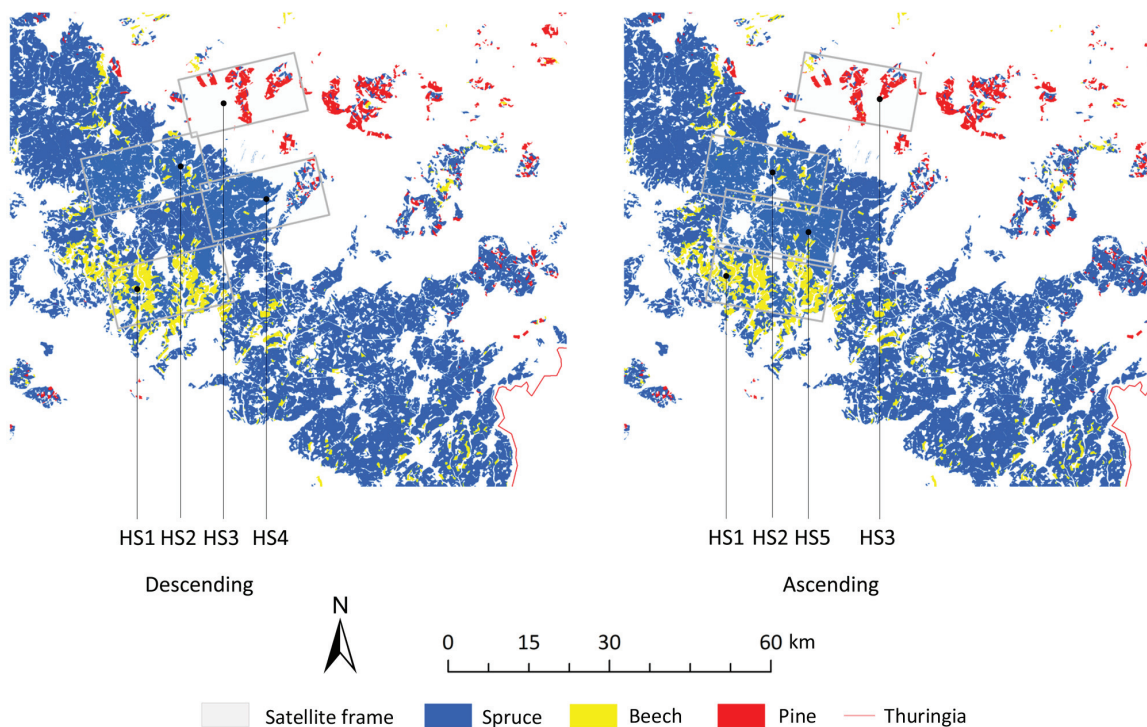 HS1 HS2 HS3 HS4
HS1 HS2 HS5 HS3
Descending
Ascending
N
0 15 30 60 km
Satellite frame Spruce Beech Pine Thuringia